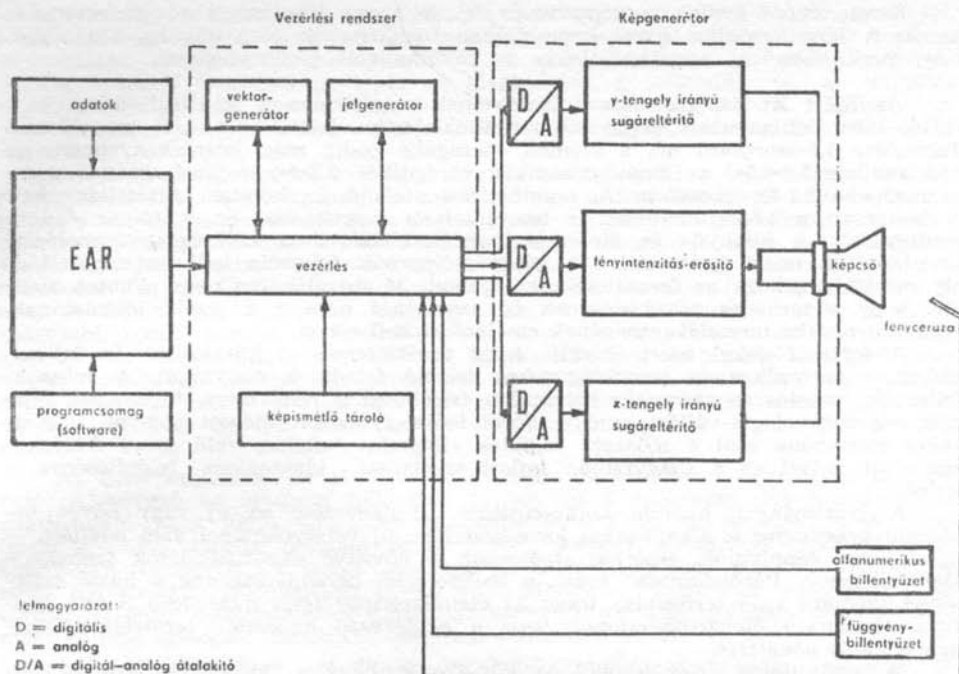 Vezérlési rendszer
Képgenerátor
adatok
vektor-
generátor
jelgenerátor
D
A
y-tengely irányú
sugáreltérítő
EAR
vezérlés
D
A
fényintenzitás-erősítő
képcső
fényceruza
programcsomag
(software)
képismétlő tároló
D
A
x-tengely irányú
sugáreltérítő
alfanumerikus
billentyűzet
függvény-
billentyűzet
Jelmagyarázat:
D = digitális
A = analóg
D/A = digitál-analóg átalakító